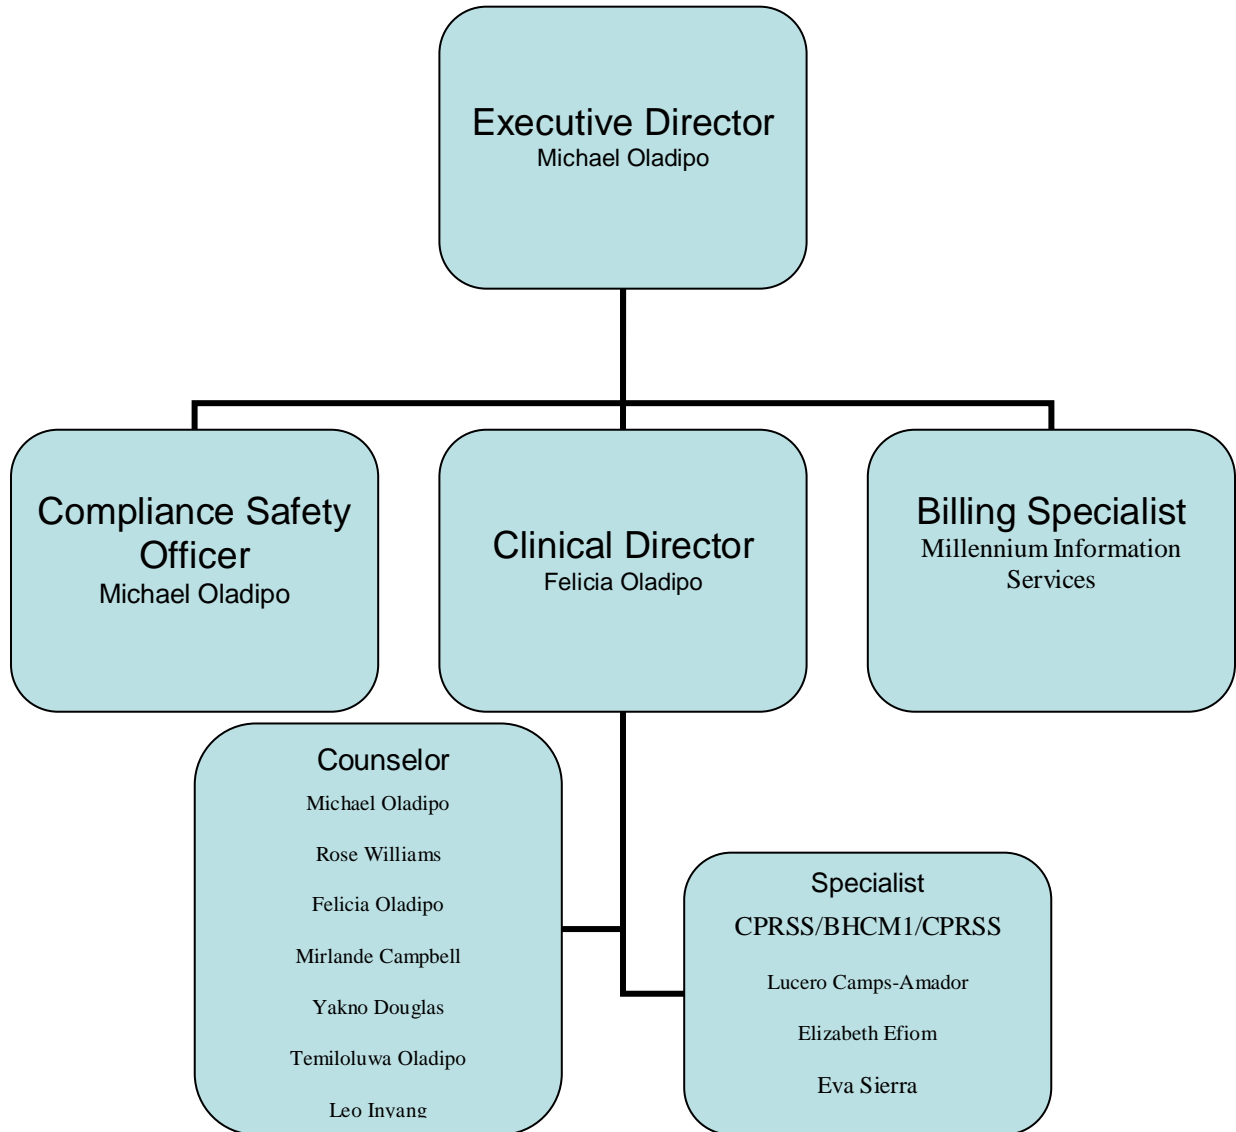 Executive Director
Michael Oladipo
Compliance Safety
Officer
Michael Oladipo
Clinical Director
Felicia Oladipo
Billing Specialist
Millennium Information
Services
Counselor
Michael Oladipo
Rose Williams
Felicia Oladipo
Mirlande Campbell
Yakno Douglas
Temiloluwa Oladipo
Leo Inyang
Specialist
CPRSS/BHCM1/CPRSS
Lucero Camps-Amador
Elizabeth Efiom
Eva Sierra